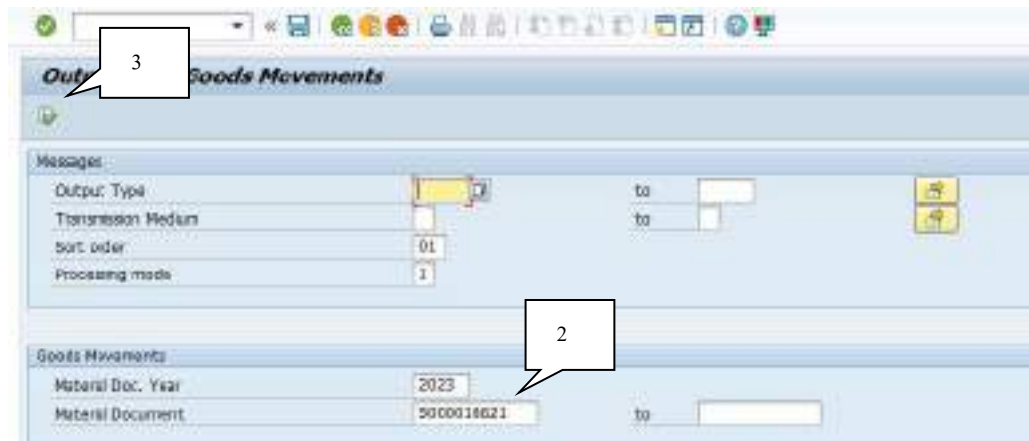 3
Goods Movements
Messages
Output Type to
Transmission Medium to
Sort order 01
Processing mode 1
2
Goods Movements
Material Doc. Year 2023
Material Document 5000016621 to